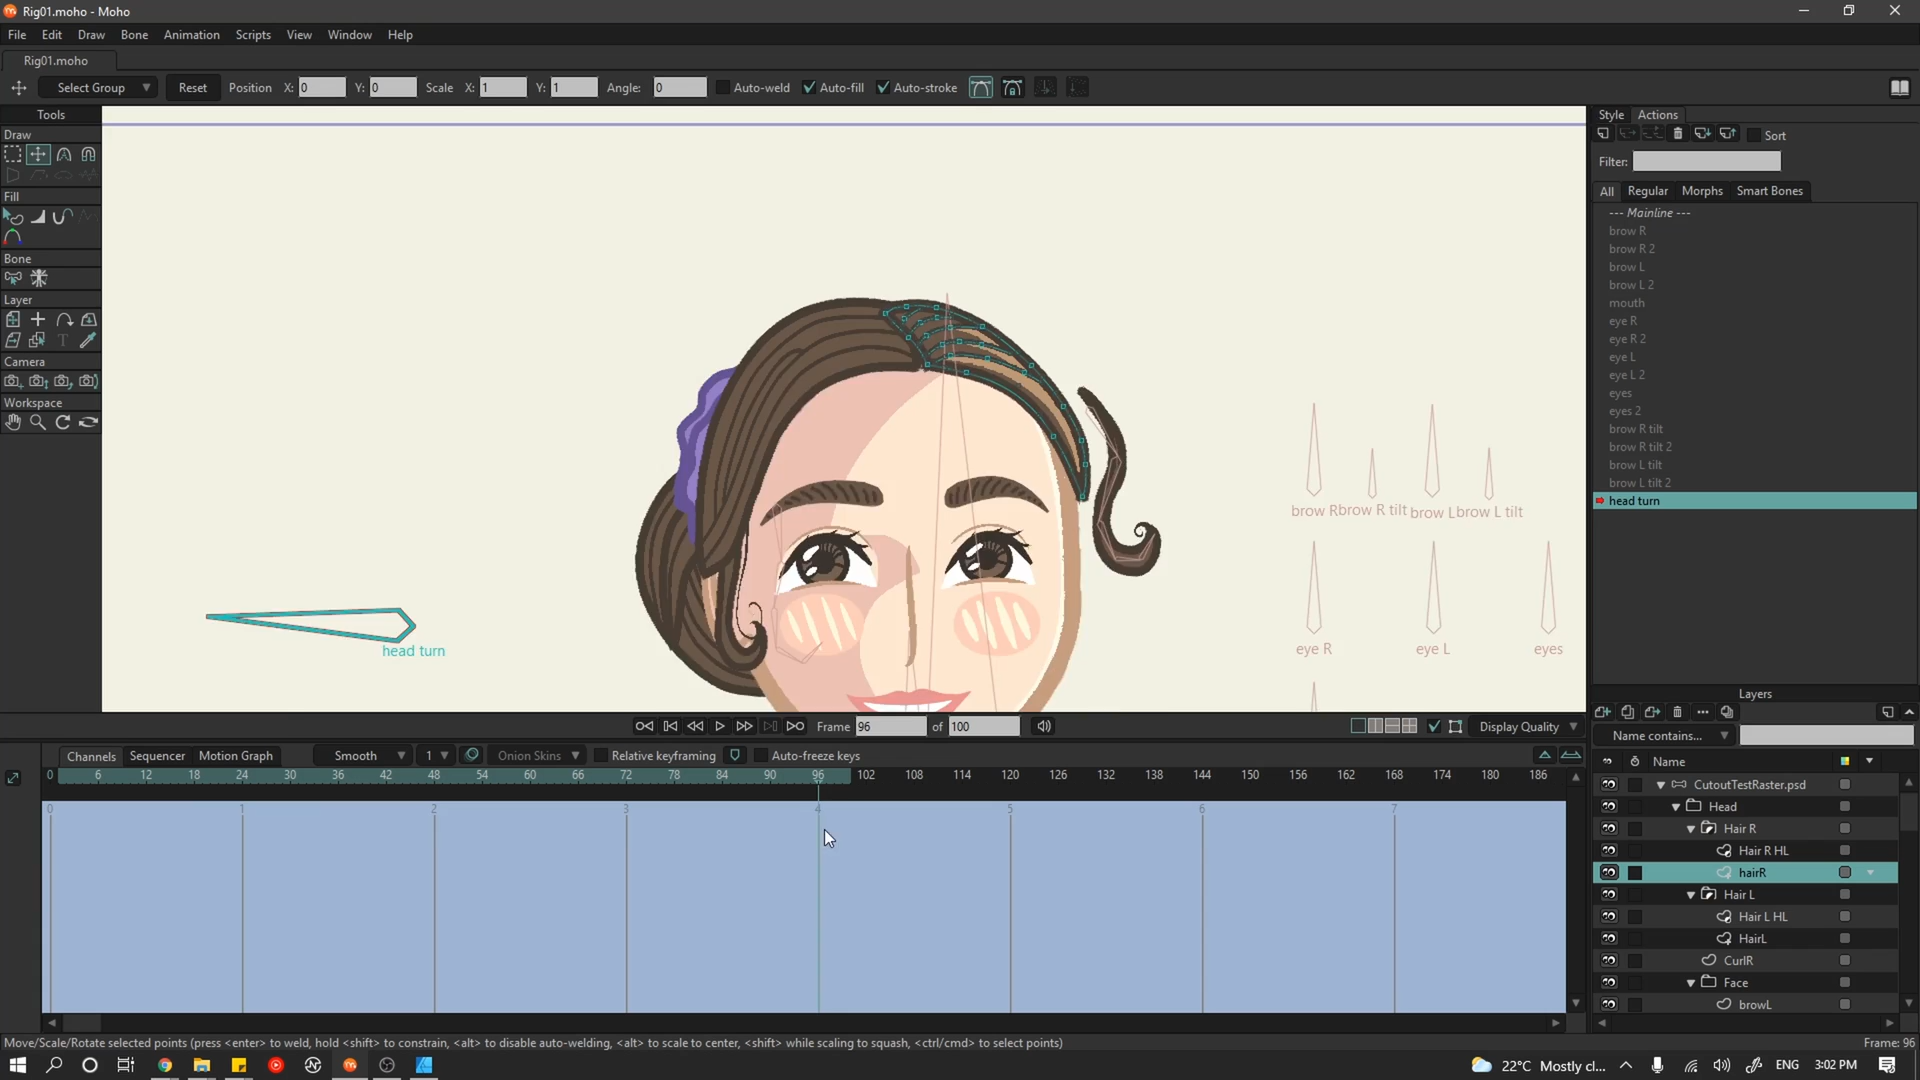 Rig01.moho - Moho
File Edit Draw Bone Animation Scripts View Window Help
Rig01.moho
Select Group Reset Position X: 0 Y: 0 Scale X: 1 Y: 1 Angle: 0 Auto-weld Auto-fill Auto-stroke
Tools
Draw
Fill
Bone
Layer
Camera
Workspace
head turn
brow R brow R tilt brow L brow L tilt
eye R eye L eyes
Style Actions
Sort
Filter:
All Regular Morphs Smart Bones
--- Mainline ---
brow R
brow R 2
brow L
brow L 2
mouth
eye R
eye R 2
eye L
eye L 2
eyes
eyes 2
brow R tilt
brow R tilt 2
brow L tilt
brow L tilt 2
head turn
Layers
Name contains...
Name
CutoutTestRaster.psd
Head
Hair R
Hair R HL
hairR
Hair L
Hair L HL
HairL
CurlR
Face
browL
Frame 96 of 100 Display Quality
Channels Sequencer Motion Graph Smooth 1 Onion Skins Relative keyframing Auto-freeze keys
0 6 12 18 24 30 36 42 48 54 60 66 72 78 84 90 96 102 108 114 120 126 132 138 144 150 156 162 168 174 180 186
0 1 2 3 4 5 6 7
Move/Scale/Rotate selected points (press <enter> to weld, hold <shift> to constrain, <alt> to disable auto-welding, <alt> to scale to center, <shift> while scaling to squash, <ctrl/cmd> to select points)
Frame: 96
22°C Mostly cl... ENG 3:02 PM